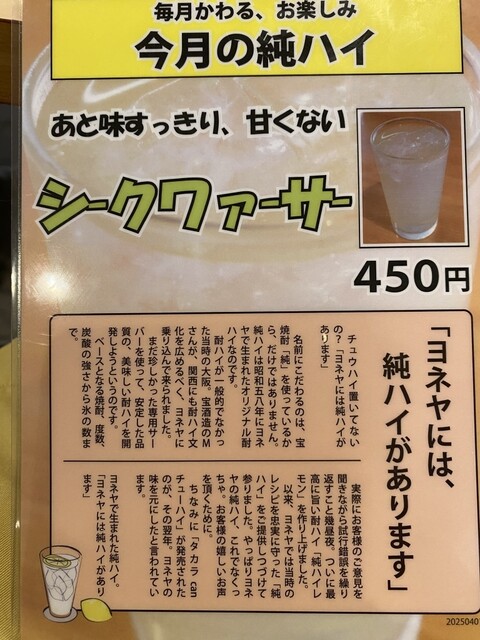 毎月かわる、お楽しみ
今月の純ハイ
あと味すっきり、甘くない
シークワァーサー
450円
「ヨネヤには、
純ハイがあります」
チュウハイ置いてない
の？「ヨネヤには純ハイが
あります」
名前にこだわるのは、宝
焼酎「純」を使っているか
ら、だけではありません。
純ハイは昭和五八年にヨネ
ヤで生まれたオリジナル酎
ハイなのです。
酎ハイが一般的でなかっ
た当時の大阪。宝酒造のM
さんが、関西にも酎ハイ文
化を広めるべく、ヨネヤに
乗り込んで来られました。
まだ珍しかった専用サー
バーを使って、安定した品
質の、美味しい酎ハイを開
発しようというのです。
ベースとなる焼酎、度数、
炭酸の強さから氷の数ま
で。
実際にお客様のご意見を
聞きながら試行錯誤を繰り
返すこと幾昼夜。ついに最
高に旨い酎ハイ「純ハイレ
モン」を作り上げました。
以来、ヨネヤでは当時の
レシピを忠実に守った「純
ハイ」をご提供しつづけて
参りました。やっぱりヨネ
ヤの純ハイ、これでなくっ
ちゃ。お客様の嬉しいお声
を頂くために。
ちなみに「タカラcan
チューハイ」が発売された
のが、その翌年。ヨネヤの
味を元にしたと言われてい
ます」
ヨネヤで生まれた純ハイ。
「ヨネヤには純ハイがあり
ます」
2025040